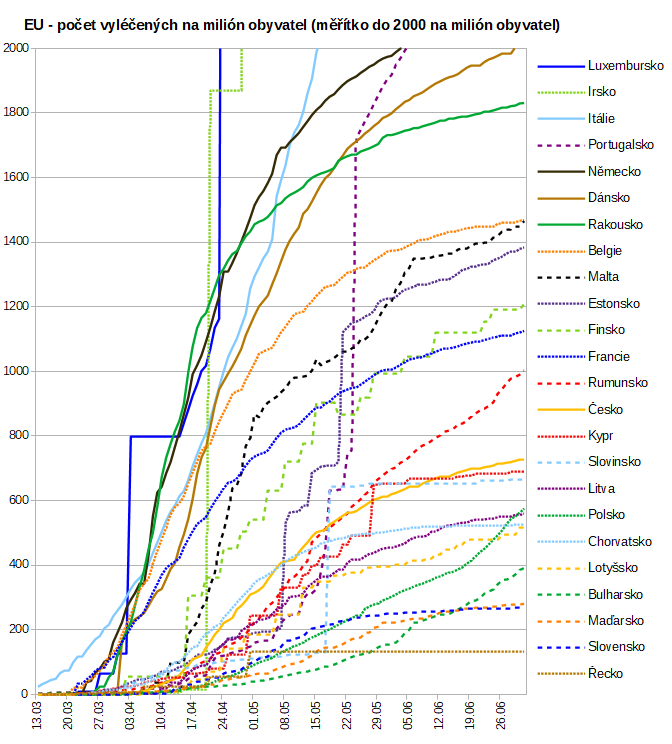 EU - počet vyléčených na milión obyvatel (měřítko do 2000 na milión obyvatel)
2000
1800
1600
1400
1200
1000
800
600
400
200
0
13.03
20.03
27.03
03.04
10.04
17.04
24.04
01.05
08.05
15.05
22.05
29.05
05.06
12.06
19.06
26.06
Luxembursko
Irsko
Itálie
Portugalsko
Německo
Dánsko
Rakousko
Belgie
Malta
Estonsko
Finsko
Francie
Rumunsko
Česko
Kypr
Slovinsko
Litva
Polsko
Chorvatsko
Lotyšsko
Bulharsko
Maďarsko
Slovensko
Řecko